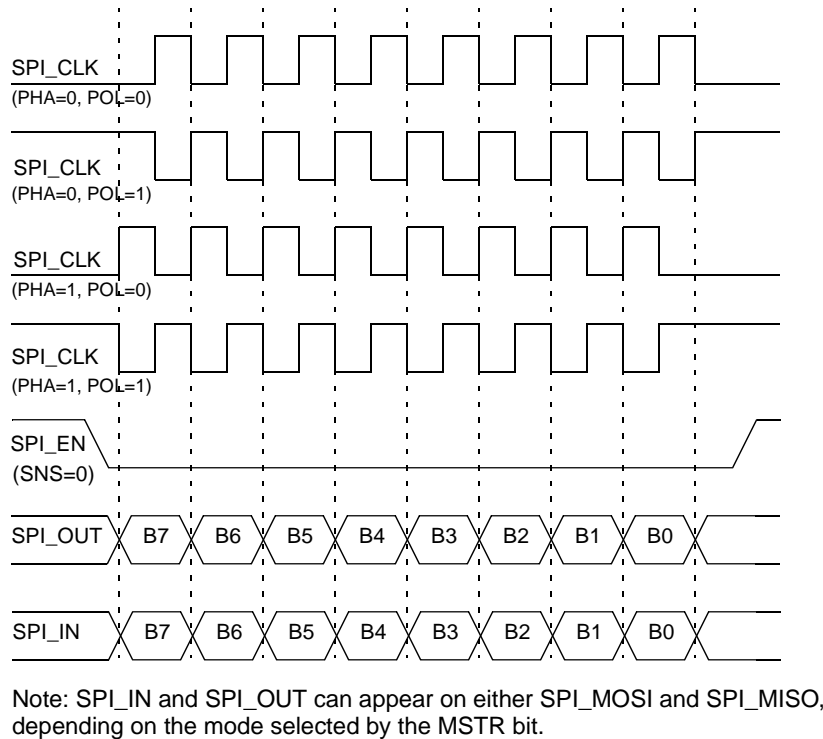 SPI_CLK
(PHA=0, POL=0)
SPI_CLK
(PHA=0, POL=1)
SPI_CLK
(PHA=1, POL=0)
SPI_CLK
(PHA=1, POL=1)
SPI_EN
(SNS=0)
SPI_OUT B7 B6 B5 B4 B3 B2 B1 B0
SPI_IN B7 B6 B5 B4 B3 B2 B1 B0
Note: SPI_IN and SPI_OUT can appear on either SPI_MOSI and SPI_MISO,
depending on the mode selected by the MSTR bit.